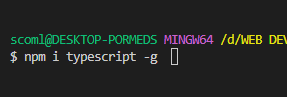 scoml@DESKTOP-PORMEDS MINGW64 /d/WEB DEV
$ npm i typescript -g